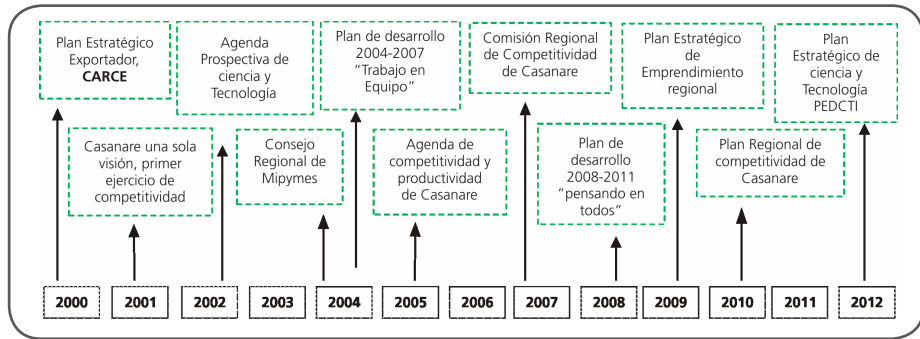 Plan Estratégico
Exportador,
CARCE
Agenda
Prospectiva de
ciencia y
Tecnología
Plan de desarrollo
2004-2007
"Trabajo en
Equipo"
Comisión Regional
de Competitividad
de Casanare
Plan Estratégico
de
Emprendimiento
regional
Plan
Estratégico de
ciencia y
Tecnología
PEDCTI
Casanare una sola
visión, primer
ejercicio de
competitividad
Consejo
Regional de
Mipymes
Agenda de
competitividad y
productividad
de Casanare
Plan de
desarrollo
2008-2011
"pensando en
todos"
Plan Regional de
competitividad de
Casanare
2000 2001 2002 2003 2004 2005 2006 2007 2008 2009 2010 2011 2012